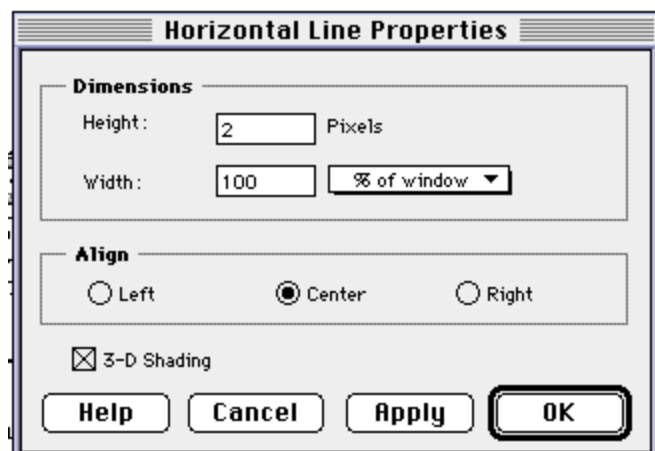 Horizontal Line Properties
Dimensions
Height: 2 Pixels
Width: 100 % of window
Align
Left Center Right
3-D Shading
Help Cancel Apply OK